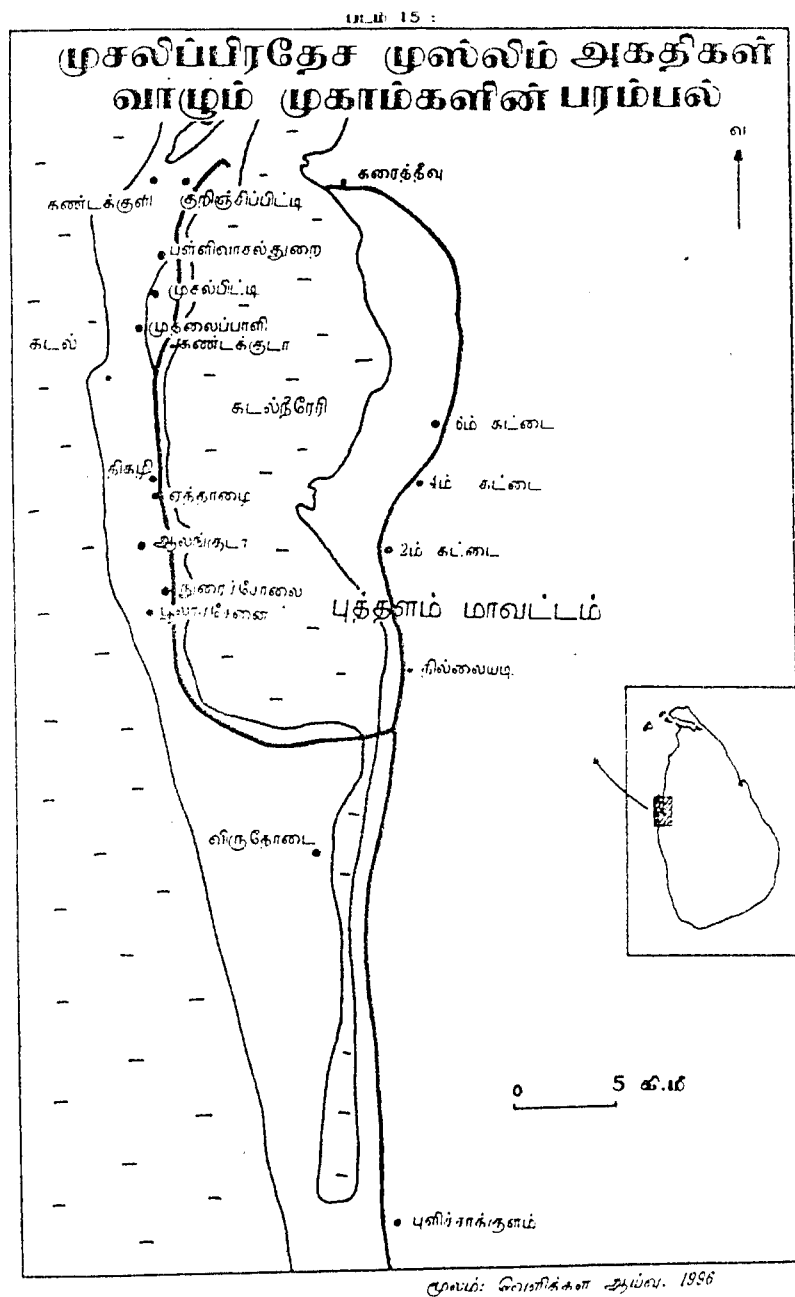 படம் 15 :
முசலிப்பிரதேச முஸ்லிம் அகதிகள்
வாழும் முகாம்களின் பரம்பல்
வ
கரைத்தீவு
கண்டக்குளி குறிஞ்சிப்பிட்டி
பள்ளிவாசல்துறை
முசல்பிட்டி
முதலைப்பாளி
கடல்
கண்டக்குடா
கடல்நீரேரி
6ம் கட்டை
திகழி
4ம் கட்டை
ஏத்தாழை
ஆலங்குடா
2ம் கட்டை
நுரைச்சோலை
புத்தளம் மாவட்டம்
தில்லையடி
விருதோடை
0 5 கி.மீ
புளிச்சாக்குளம்
மூலம்: வெளிக்கள ஆய்வு. 1996